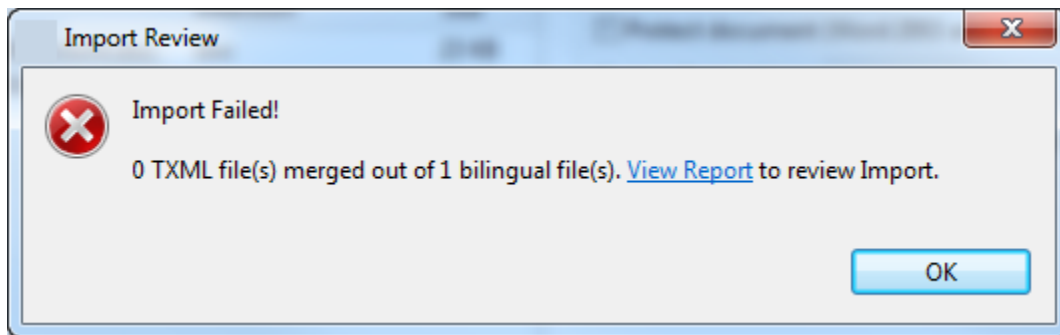 Import Review
Import Failed!
0 TXML file(s) merged out of 1 bilingual file(s). View Report to review Import.
OK